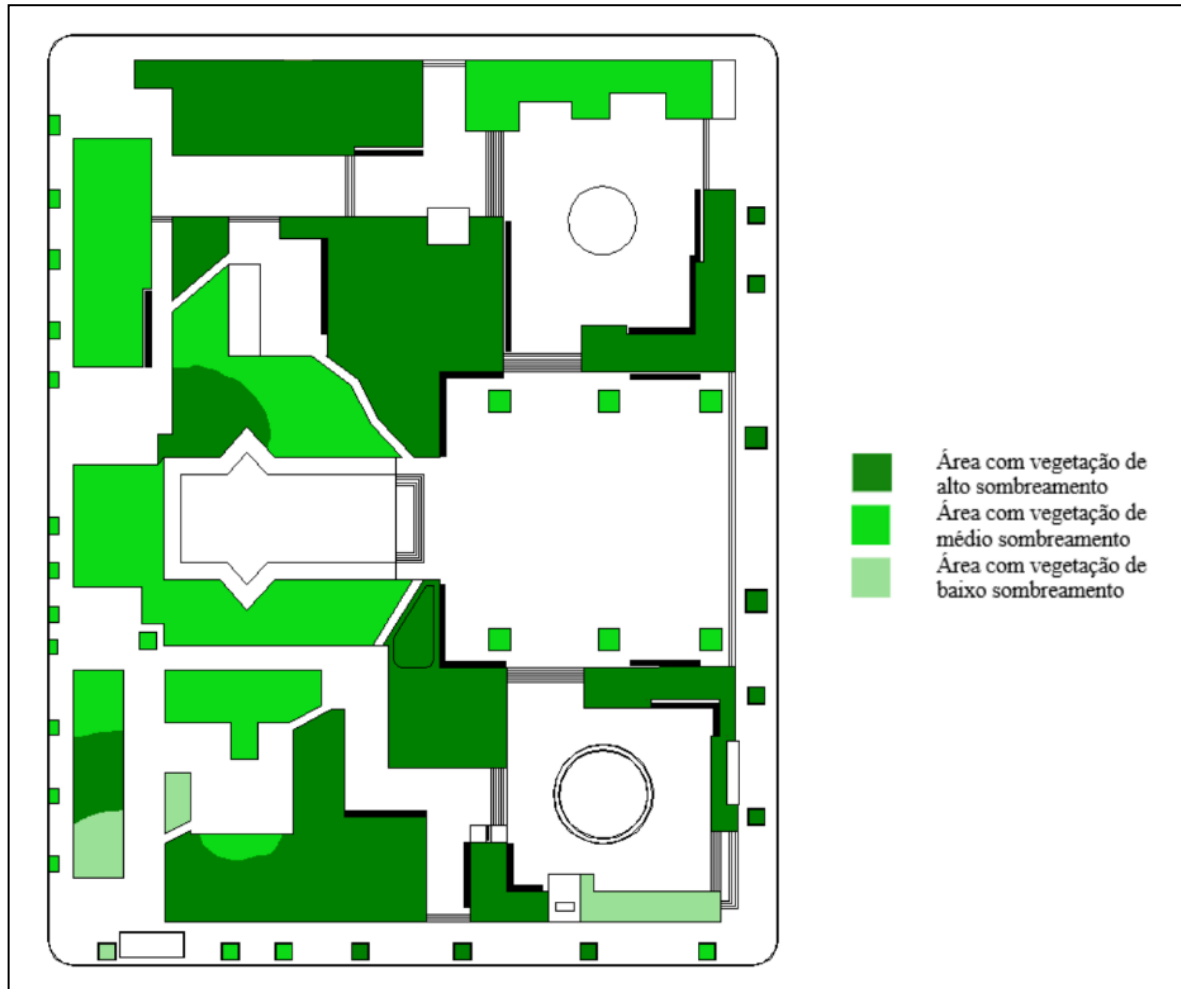 Área com vegetação de
alto sombreamento
Área com vegetação de
médio sombreamento
Área com vegetação de
baixo sombreamento